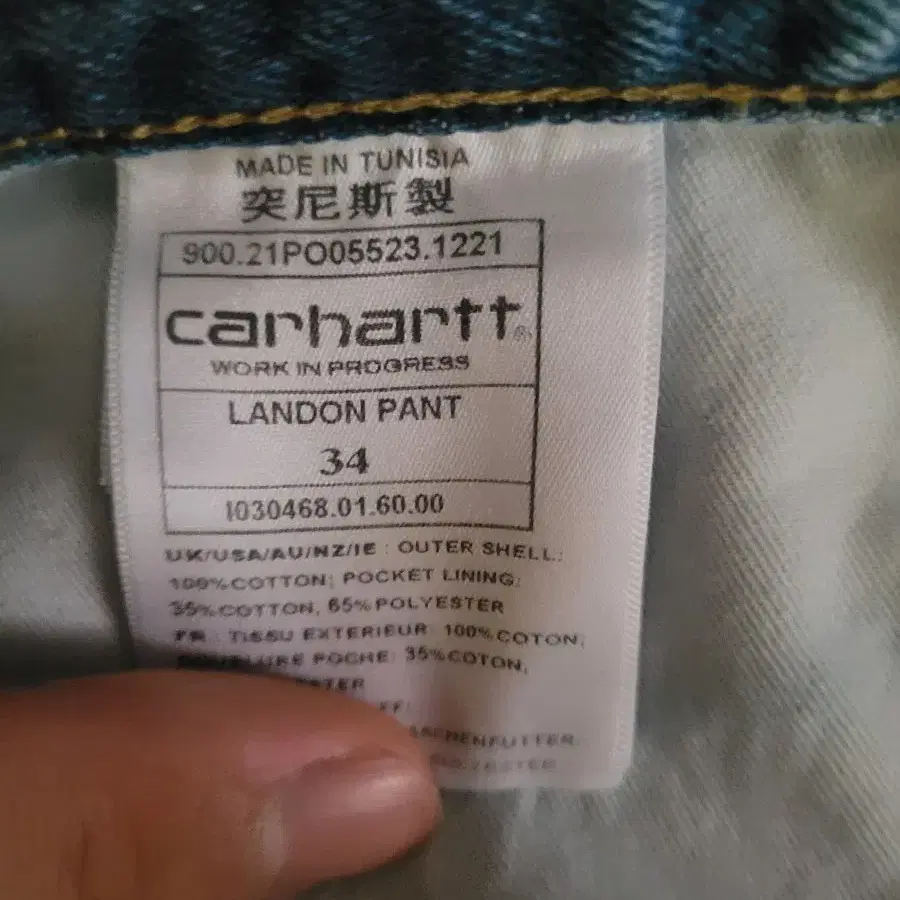 MADE IN TUNISIA
突尼斯製
900.21PO05523.1221
carhartt®
WORK IN PROGRESS
LANDON PANT
34
I030468.01.60.00
UK/USA/AU/NZ/IE : OUTER SHELL:
100%COTTON; POCKET LINING:
35%COTTON, 65%POLYESTER
FR : TISSU EXTERIEUR: 100%COTON;
POCHE: 35%COTON,